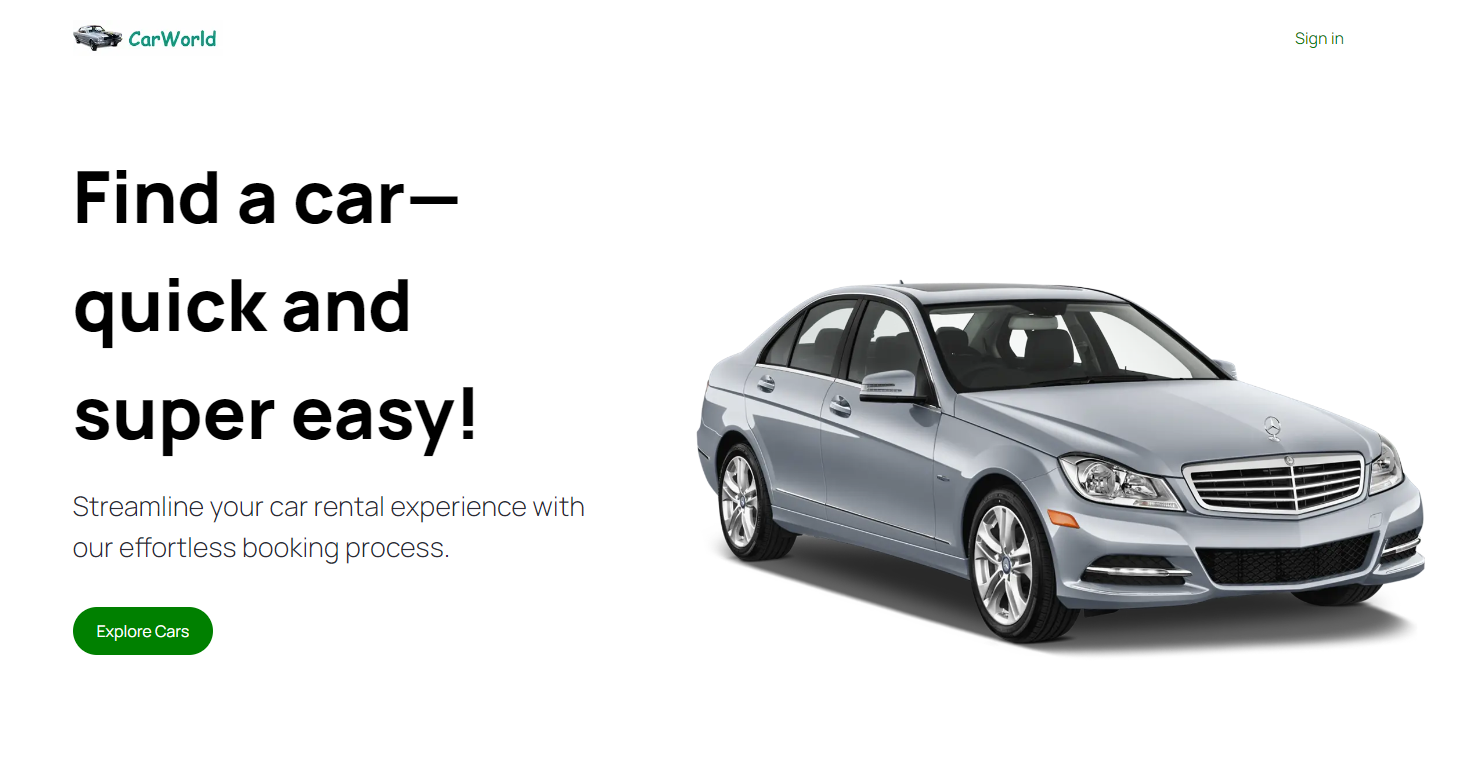 CarWorld
Sign in
Find a car—
quick and
super easy!
Streamline your car rental experience with
our effortless booking process.
Explore Cars